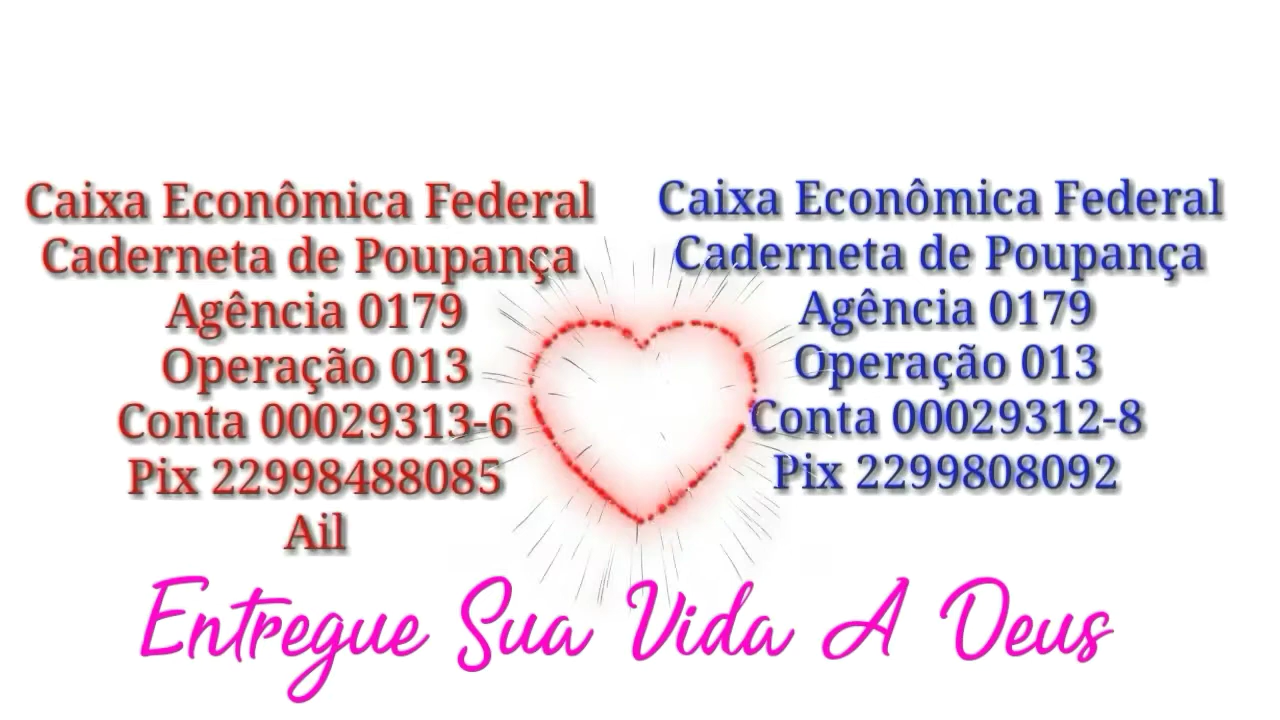 Caixa Econômica Federal
Caderneta de Poupança
Agência 0179
Operação 013
Conta 00029313-6
Pix 22998488085
Ail
Caixa Econômica Federal
Caderneta de Poupança
Agência 0179
Operação 013
Conta 00029312-8
Pix 2299808092
Entregue Sua Vida A Deus